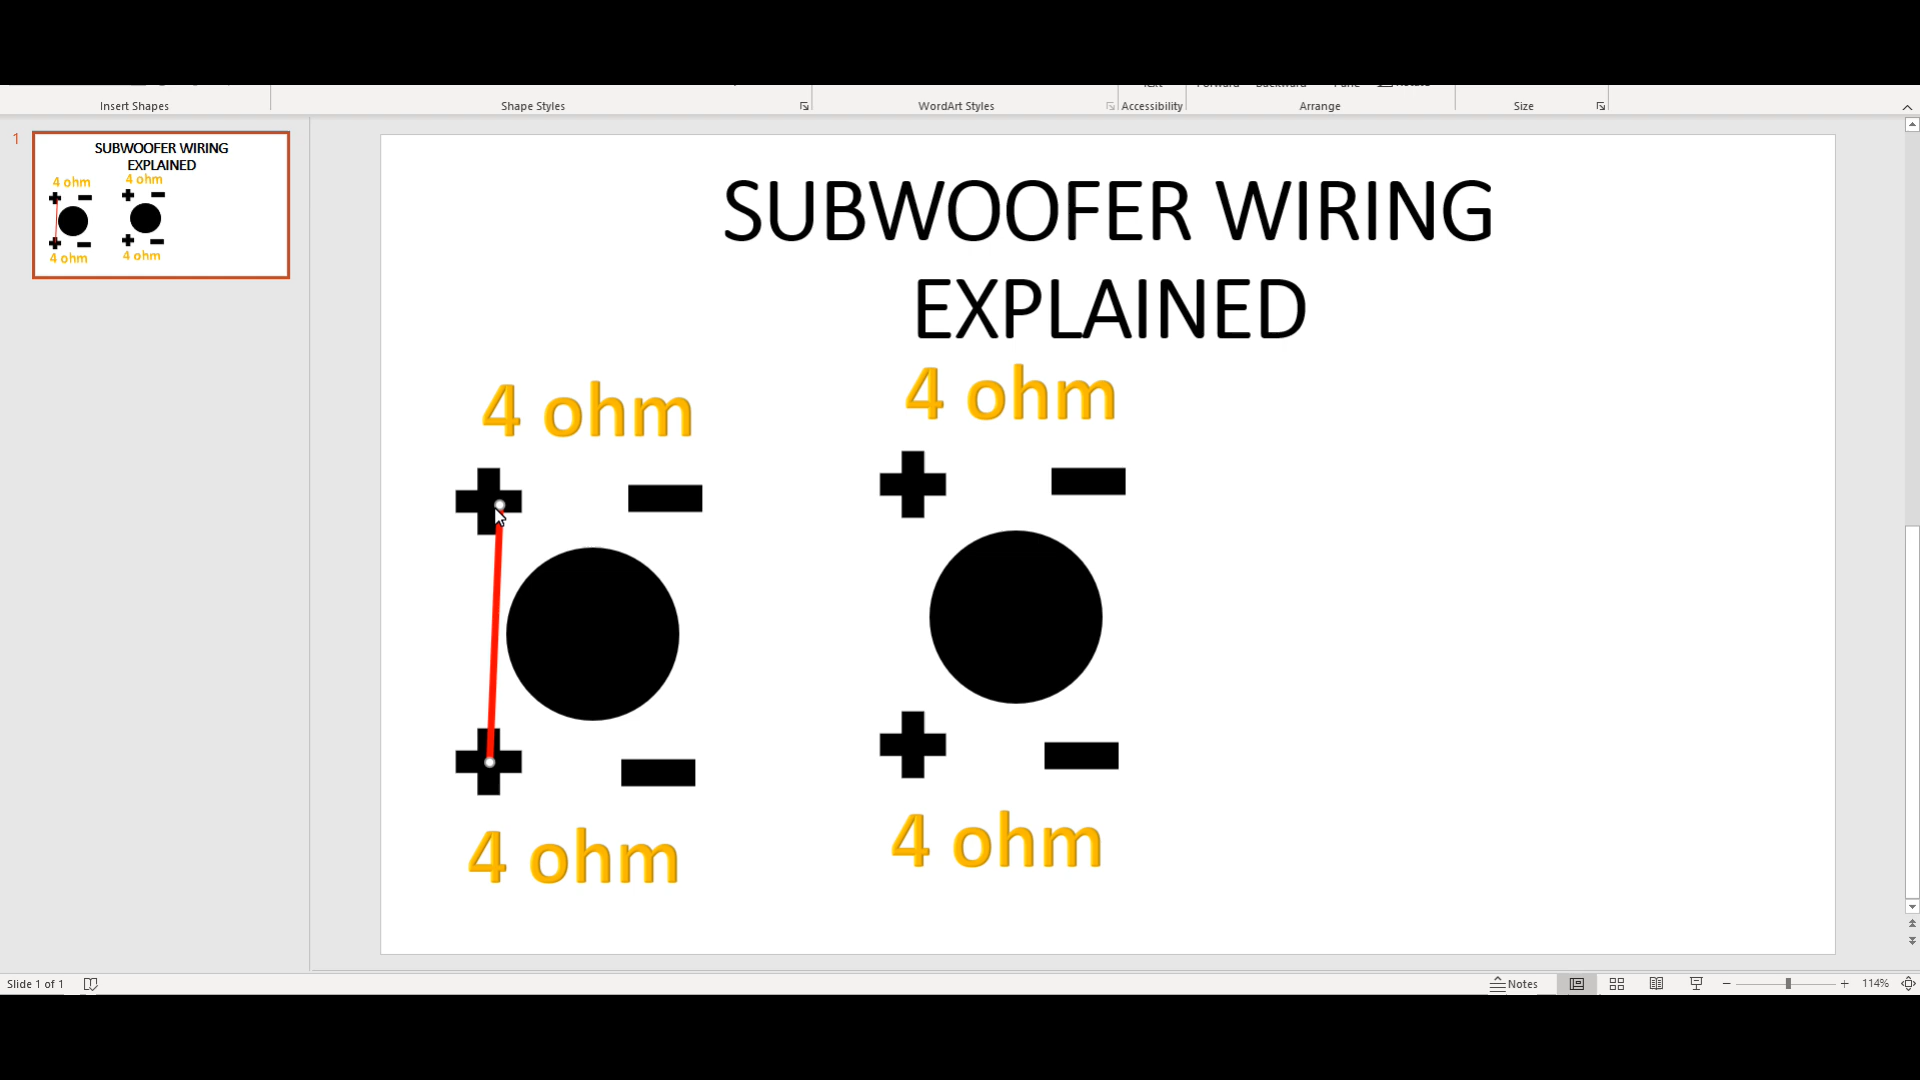 Insert Shapes
Shape Styles
WordArt Styles
Accessibility
Arrange
Size
1
SUBWOOFER WIRING
EXPLAINED
4 ohm
4 ohm
4 ohm
4 ohm
SUBWOOFER WIRING
EXPLAINED
4 ohm
4 ohm
4 ohm
4 ohm
Slide 1 of 1
Notes
114%